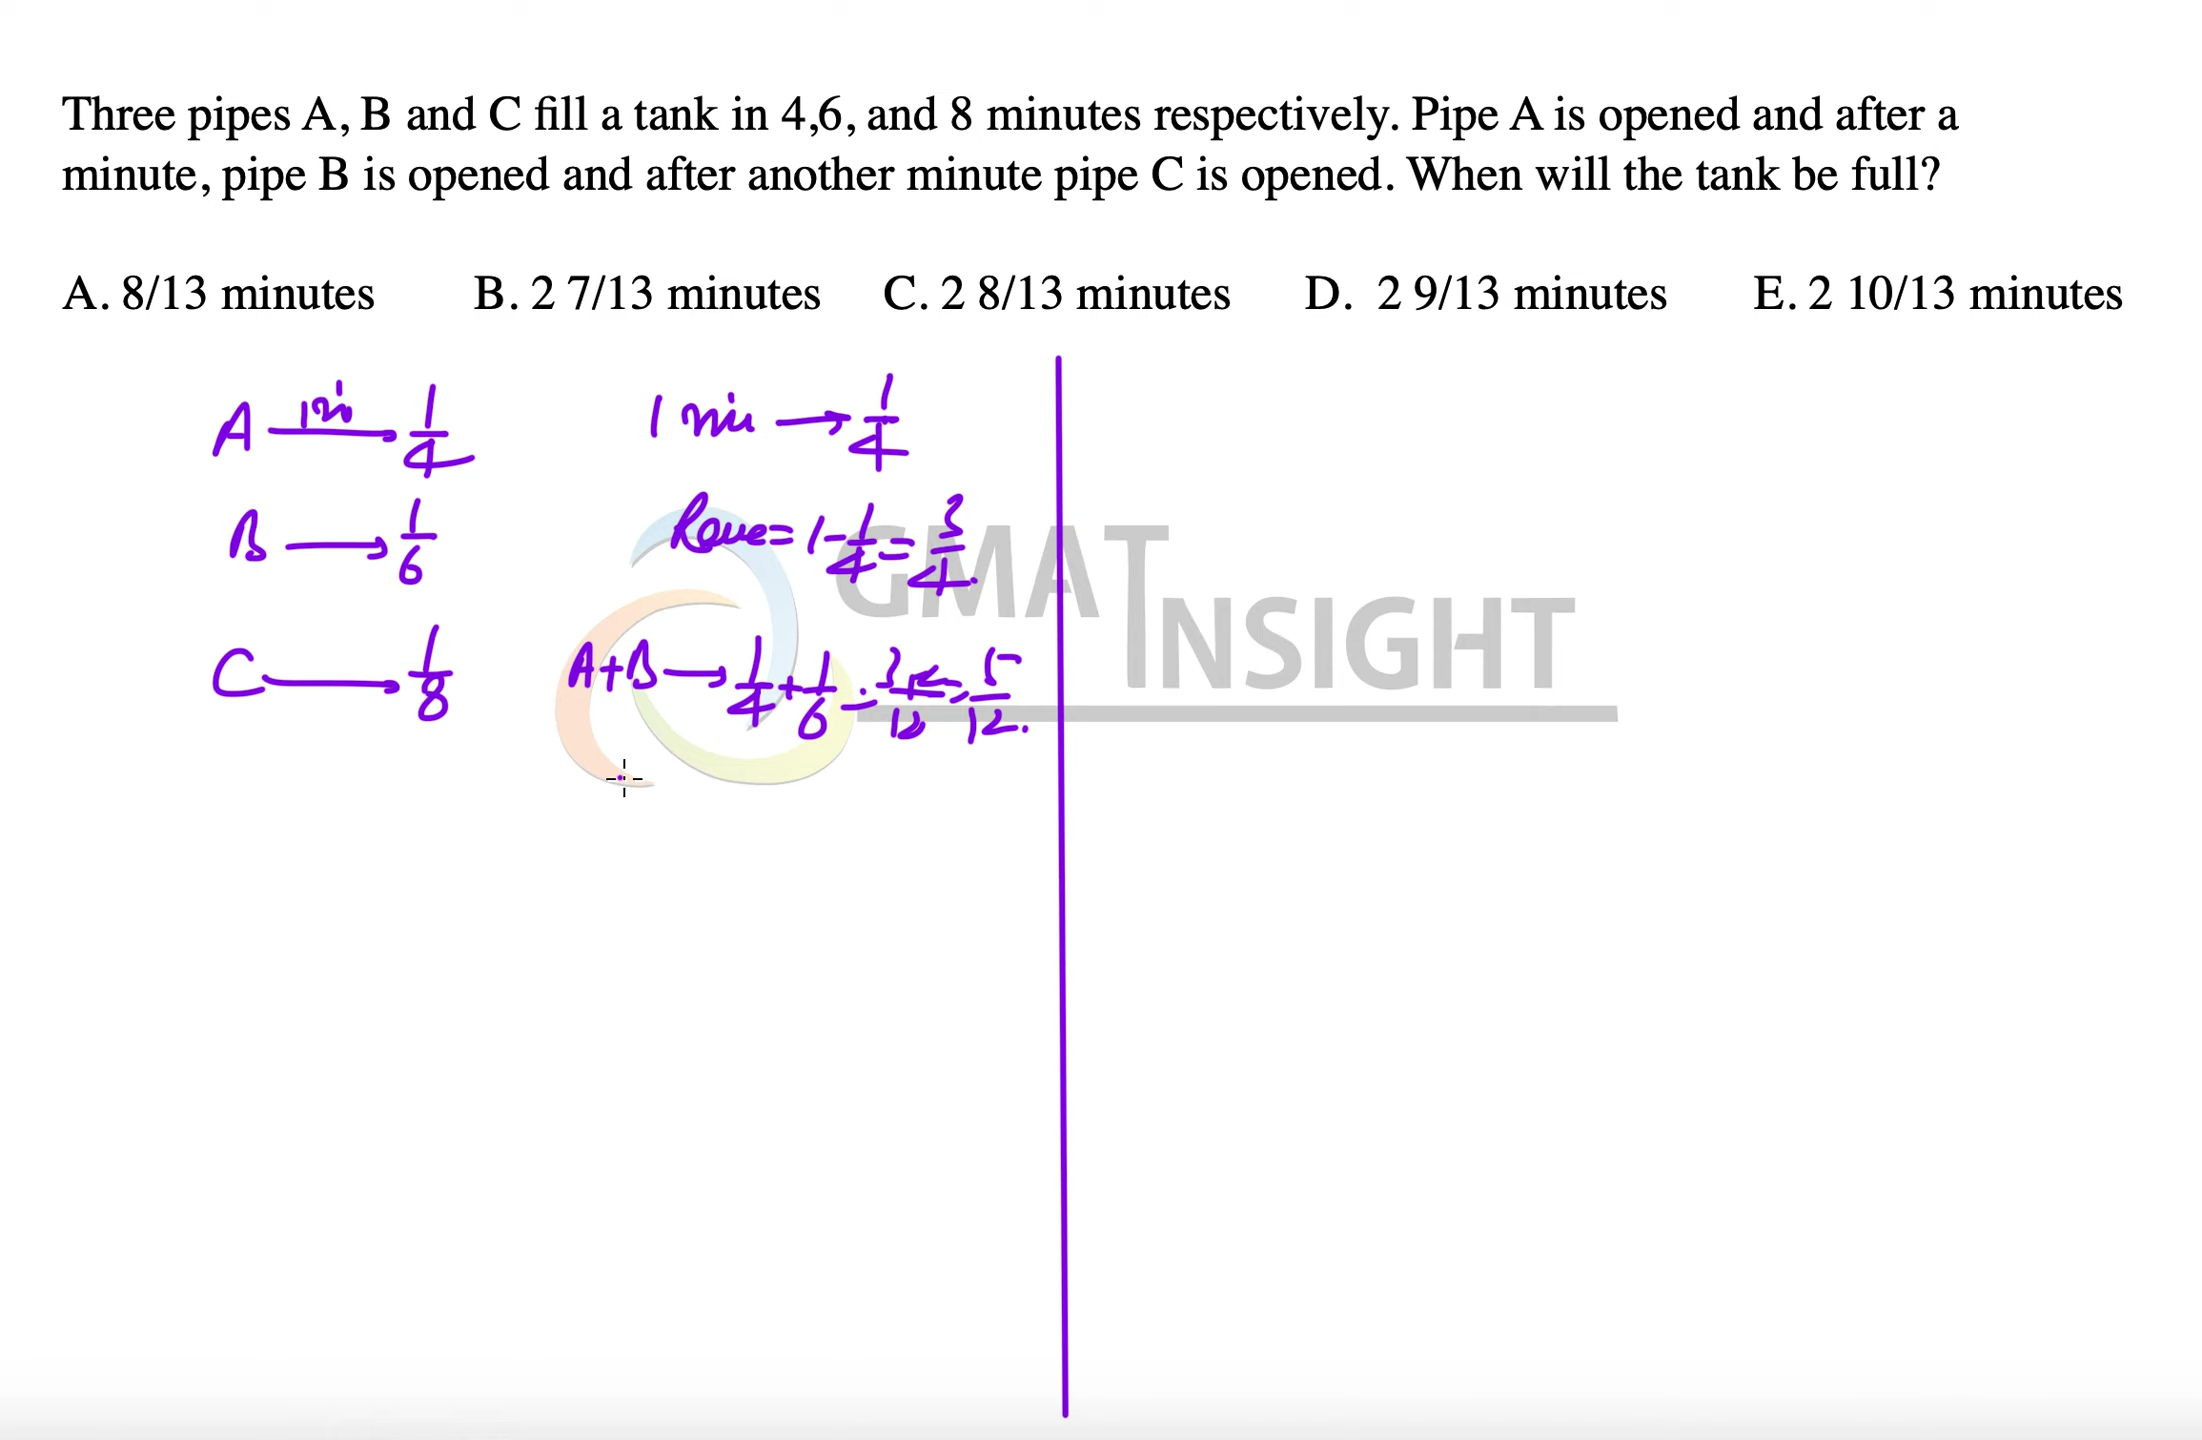 Three pipes A, B and C fill a tank in 4,6, and 8 minutes respectively. Pipe A is opened and after a
minute, pipe B is opened and after another minute pipe C is opened. When will the tank be full?
A. 8/13 minutes B. 2 7/13 minutes C. 2 8/13 minutes D. 2 9/13 minutes E. 2 10/13 minutes
A → 1/4
B → 1/6
C → 1/8
1 min → 1/4
= 1 - 1/4 = 3/4
A+B → 1/4 + 1/6 = 5/12
GMAT INSIGHT